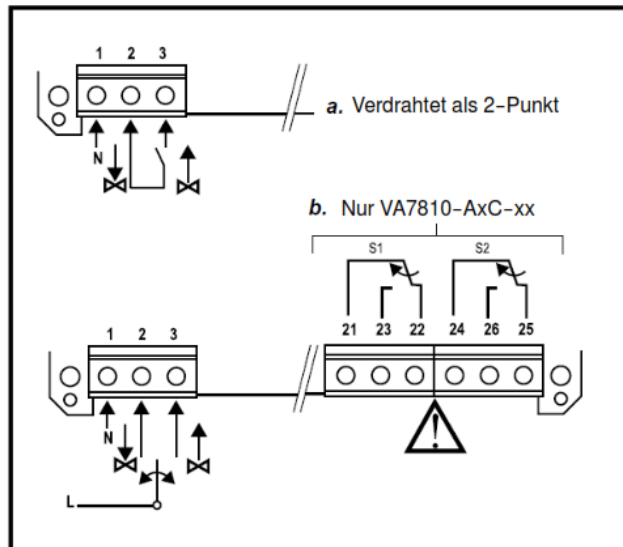 1 2 3
a. Verdrahtet als 2-Punkt
N
b. Nur VA7810-AxC-xx
S1 S2
21 23 22 24 26 25
1 2 3
N
L